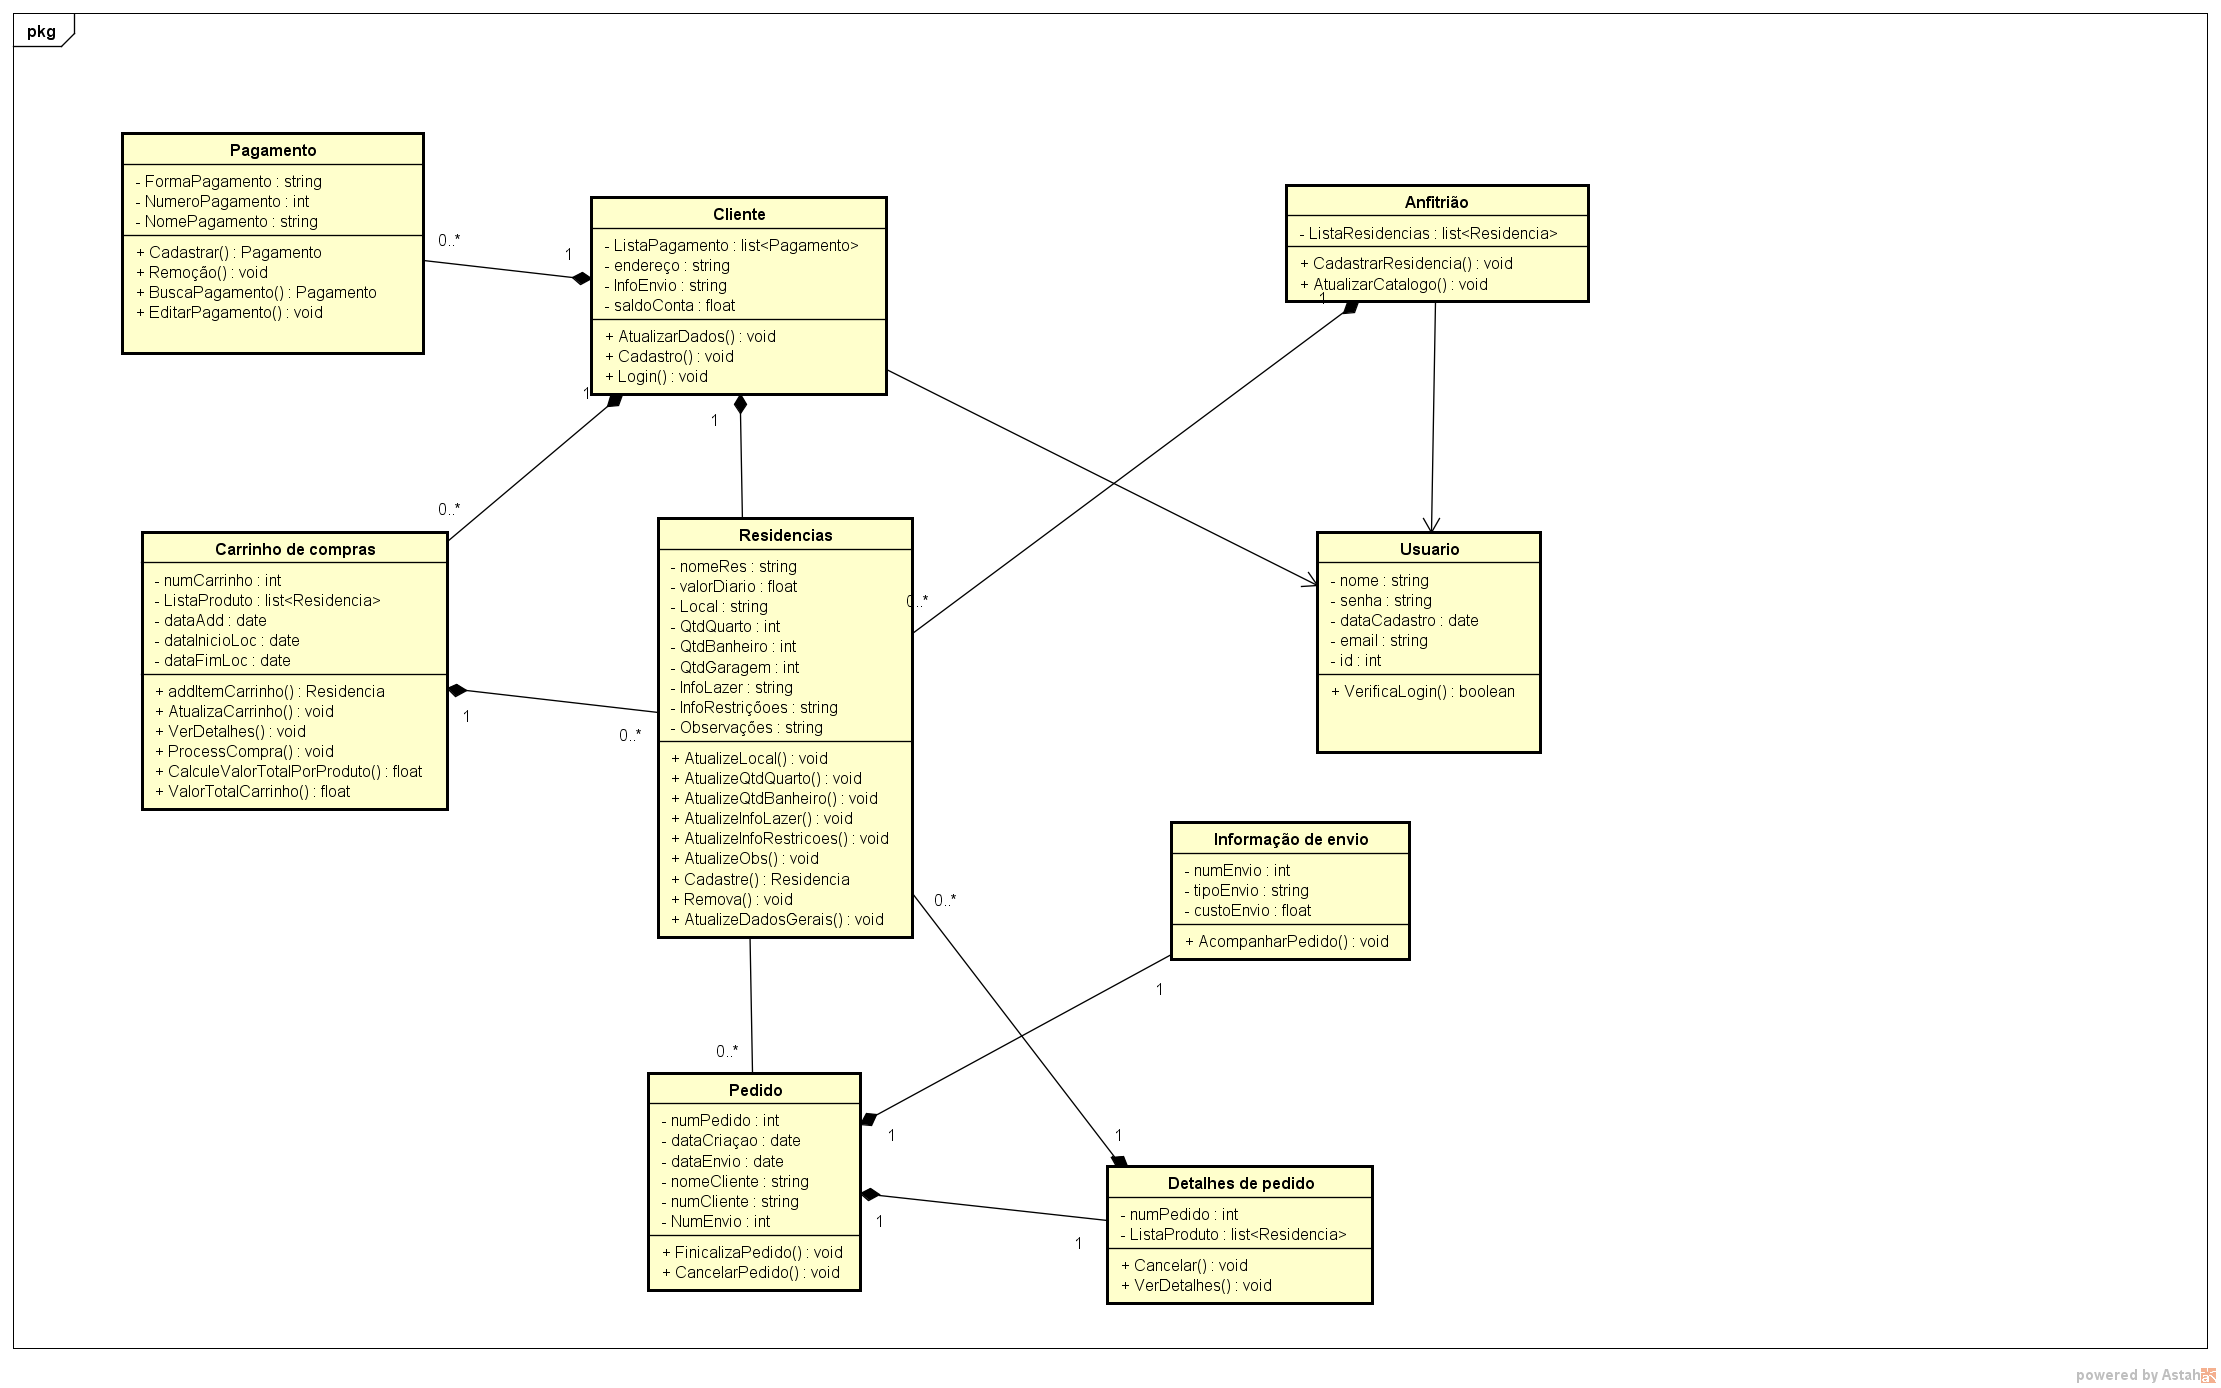 pkg
Pagamento
- FormaPagamento : string
- NumeroPagamento : int
- NomePagamento : string
+ Cadastrar() : Pagamento
+ Remoção() : void
+ BuscaPagamento() : Pagamento
+ EditarPagamento() : void
0..*
1
Cliente
- ListaPagamento : list<Pagamento>
- endereço : string
- InfoEnvio : string
- saldoConta : float
+ AtualizarDados() : void
+ Cadastro() : void
+ Login() : void
1
1
Anfitrião
- ListaResidencias : list<Residencia>
+ CadastrarResidencia() : void
+ AtualizarCatalogo() : void
1
0..*
Carrinho de compras
- numCarrinho : int
- ListaProduto : list<Residencia>
- dataAdd : date
- dataInicioLoc : date
- dataFimLoc : date
+ addItemCarrinho() : Residencia
+ AtualizaCarrinho() : void
+ VerDetalhes() : void
+ ProcessCompra() : void
+ CalculeValorTotalPorProduto() : float
+ ValorTotalCarrinho() : float
1
0..*
Residencias
- nomeRes : string
- valorDiario : float
- Local : string
- QtdQuarto : int
- QtdBanheiro : int
- QtdGaragem : int
- InfoLazer : string
- InfoRestriçõoes : string
- Observações : string
+ AtualizeLocal() : void
+ AtualizeQtdQuarto() : void
+ AtualizeQtdBanheiro() : void
+ AtualizeInfoLazer() : void
+ AtualizeInfoRestricoes() : void
+ AtualizeObs() : void
+ Cadastre() : Residencia
+ Remova() : void
+ AtualizeDadosGerais() : void
0..*
0..*
Usuario
- nome : string
- senha : string
- dataCadastro : date
- email : string
- id : int
+ VerificaLogin() : boolean
Informação de envio
- numEnvio : int
- tipoEnvio : string
- custoEnvio : float
+ AcompanharPedido() : void
1
0..*
Pedido
- numPedido : int
- dataCriaçao : date
- dataEnvio : date
- nomeCliente : string
- numCliente : string
- NumEnvio : int
+ FinicalizaPedido() : void
+ CancelarPedido() : void
1
1
1
1
Detalhes de pedido
- numPedido : int
- ListaProduto : list<Residencia>
+ Cancelar() : void
+ VerDetalhes() : void
powered by Astah